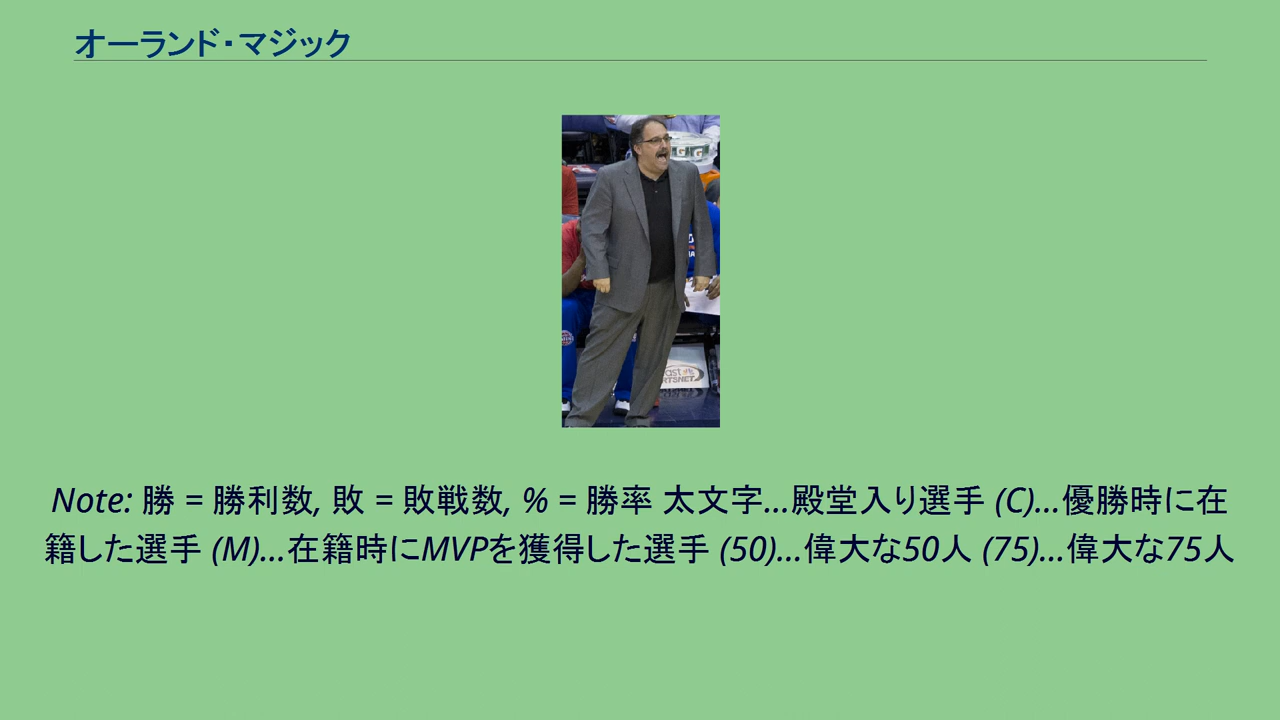 オーランド・マジック
G G
ast
RTSNET
Note: 勝 = 勝利数, 敗 = 敗戦数, % = 勝率 太文字...殿堂入り選手 (C)...優勝時に在
籍した選手 (M)...在籍時にMVPを獲得した選手 (50)...偉大な50人 (75)...偉大な75人